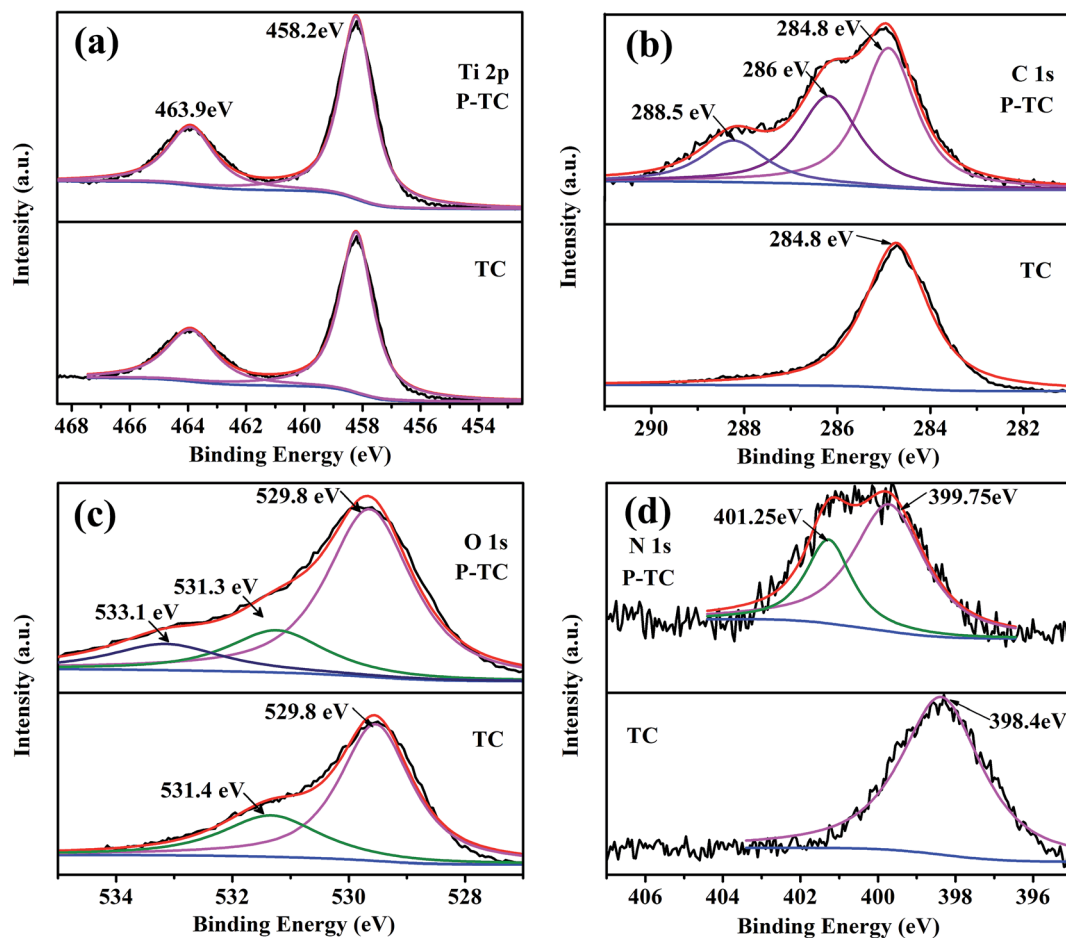 (a)
458.2eV
Ti 2p
P-TC
463.9eV
TC
Intensity (a.u.)
468 466 464 462 460 458 456 454
Binding Energy (eV)
(b)
284.8 eV
C 1s
P-TC
286 eV
288.5 eV
284.8 eV
TC
Intensity (a.u.)
290 288 286 284 282
Binding Energy (eV)
(c)
529.8 eV
O 1s
P-TC
531.3 eV
533.1 eV
529.8 eV
TC
531.4 eV
Intensity (a.u.)
534 532 530 528
Binding Energy (eV)
(d)
399.75eV
401.25eV
N 1s
P-TC
TC
398.4eV
Intensity (a.u.)
406 404 402 400 398 396
Binding Energy (eV)